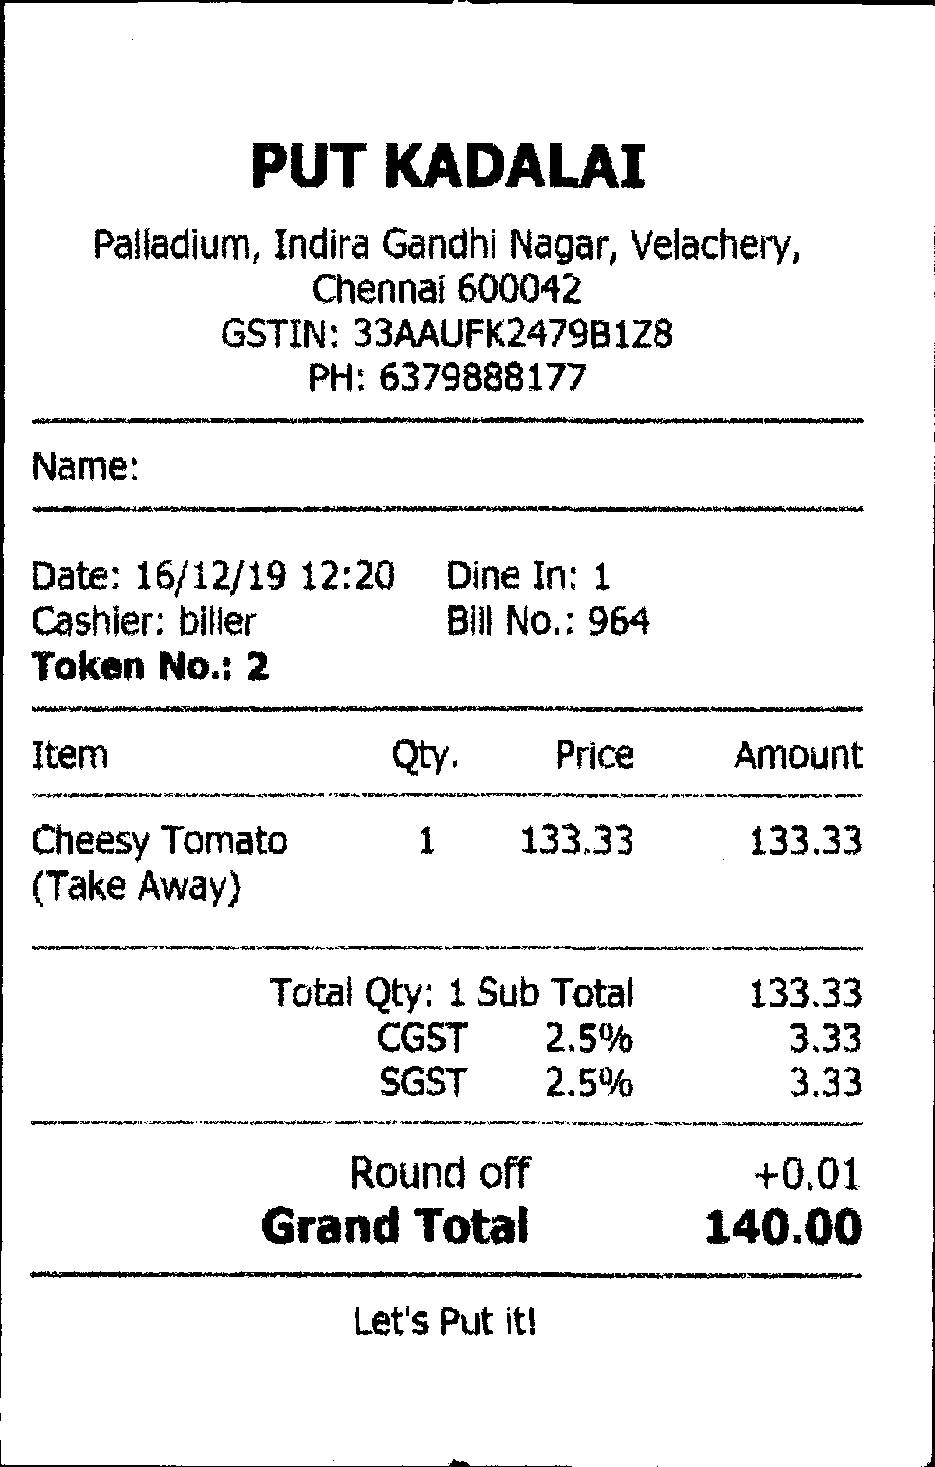 PUT KADALAI
Palladium, Indira Gandhi Nagar, Velachery,
Chennai 600042
GSTIN: 33AAUFK2479B1Z8
PH: 6379888177
Name:
Date: 16/12/19 12:20 Dine In: 1
Cashier: biller Bill No.: 964
Token No.: 2
Item Qty. Price Amount
Cheesy Tomato 1 133.33 133.33
(Take Away)
Total Qty: 1 Sub Total 133.33
CGST 2.5% 3.33
SGST 2.5% 3.33
Round off +0.01
Grand Total 140.00
Let's Put it!